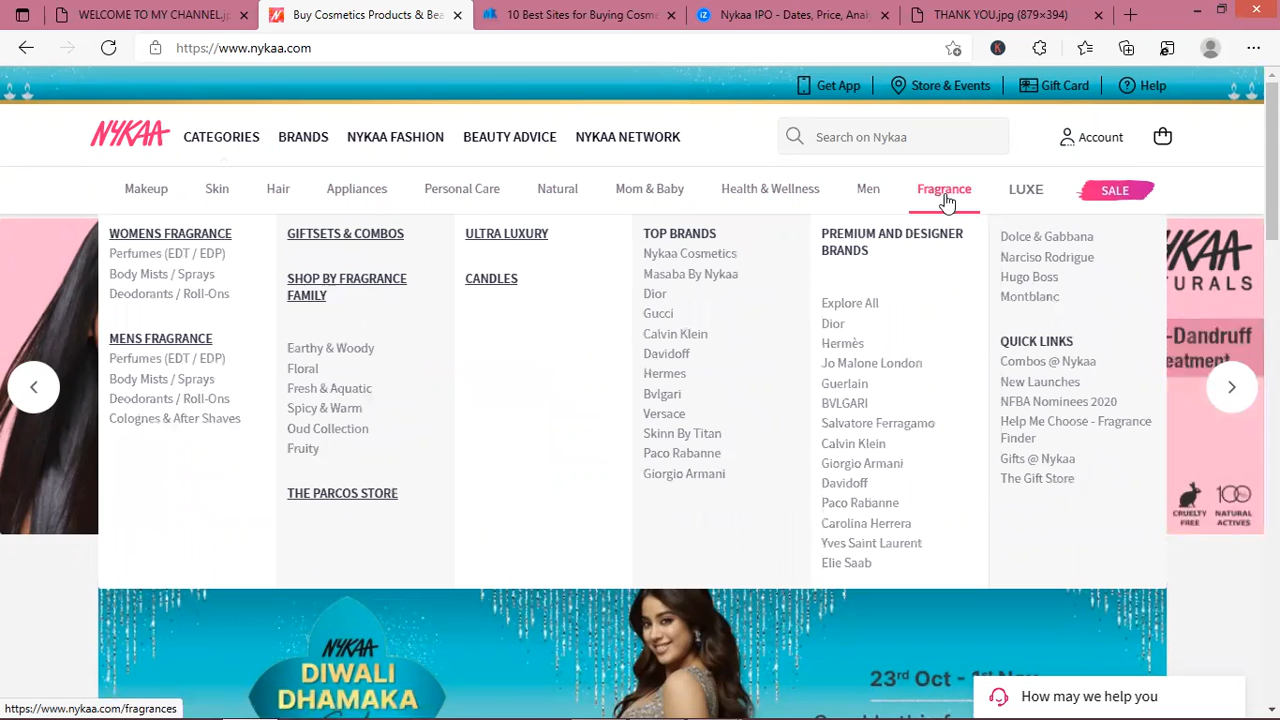 WELCOME TO MY CHANNEL.j
Buy Cosmetics Products & Bea
10 Best Sites for Buying Cosme
Nykaa IPO - Dates, Price, Anal
THANK YOU.jpg (879×394)
https://www.nykaa.com
Get App
Store & Events
Gift Card
Help
NYKAA
CATEGORIES
BRANDS
NYKAA FASHION
BEAUTY ADVICE
NYKAA NETWORK
Search on Nykaa
Account
Makeup
Skin
Hair
Appliances
Personal Care
Natural
Mom & Baby
Health & Wellness
Men
Fragrance
LUXE
SALE
WOMENS FRAGRANCE
Perfumes (EDT / EDP)
Body Mists / Sprays
Deodorants / Roll-Ons
MENS FRAGRANCE
Perfumes (EDT / EDP)
Body Mists / Sprays
Deodorants / Roll-Ons
Colognes & After Shaves
GIFTSETS & COMBOS
SHOP BY FRAGRANCE
FAMILY
Earthy & Woody
Floral
Fresh & Aquatic
Spicy & Warm
Oud Collection
Fruity
THE PARCOS STORE
ULTRA LUXURY
CANDLES
TOP BRANDS
Nykaa Cosmetics
Masaba By Nykaa
Dior
Gucci
Calvin Klein
Davidoff
Hermes
Bvlgari
Versace
Skinn By Titan
Paco Rabanne
Giorgio Armani
PREMIUM AND DESIGNER
BRANDS
Explore All
Dior
Hermès
Jo Malone London
Guerlain
BVLGARI
Salvatore Ferragamo
Calvin Klein
Giorgio Armani
Davidoff
Paco Rabanne
Carolina Herrera
Yves Saint Laurent
Elie Saab
Dolce & Gabbana
Narciso Rodrigue
Hugo Boss
Montblanc
QUICK LINKS
Combos @ Nykaa
New Launches
NFBA Nominees 2020
Help Me Choose - Fragrance
Finder
Gifts @ Nykaa
The Gift Store
YKAA
TURALS
-Dandruff
eatment
CRUELTY
FREE
100
NATURAL
ACTIVES
NYKAA
DIWALI
DHAMAKA
23rd Oct - 1st Nov
How may we help you
https://www.nykaa.com/fragrances